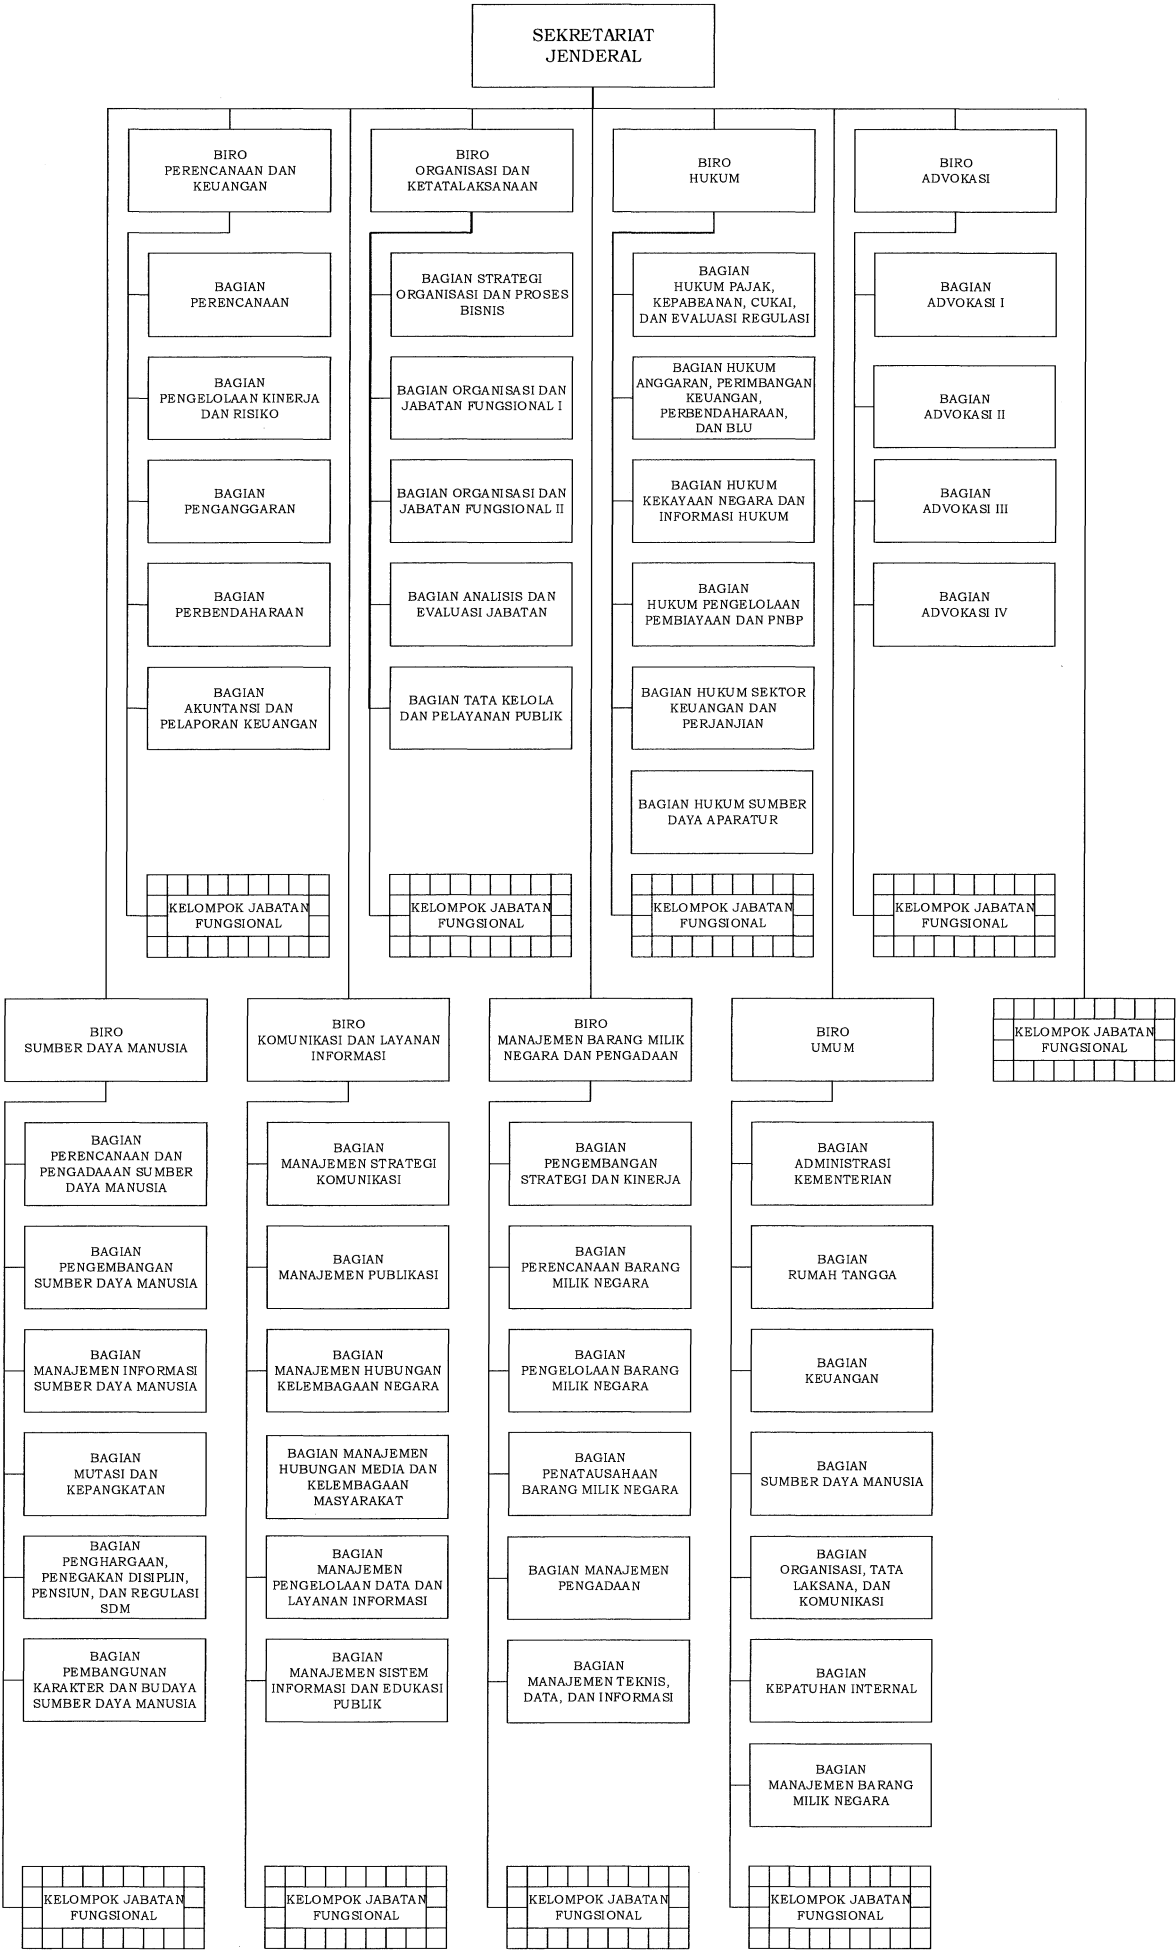 SEKRETARIAT
JENDERAL
BIRO
PERENCANAAN DAN
KEUANGAN
BAGIAN
PERENCANAAN
BAGIAN
PENGELOLAAN KINERJA
DAN RISIKO
BAGIAN
PENGANGGARAN
BAGIAN
PERBENDAHARAAN
BAGIAN
AKUNTANSI DAN
PELAPORAN KEUANGAN
KELOMPOK JABATAN
FUNGSIONAL
BIRO
ORGANISASI DAN
KETATALAKSANAAN
BAGIAN STRATEGI
ORGANISASI DAN PROSES
BISNIS
BAGIAN ORGANISASI DAN
JABATAN FUNGSIONAL I
BAGIAN ORGANISASI DAN
JABATAN FUNGSIONAL II
BAGIAN ANALISIS DAN
EVALUASI JABATAN
BAGIAN TATA KELOLA
DAN PELAYANAN PUBLIK
KELOMPOK JABATAN
FUNGSIONAL
BIRO
HUKUM
BAGIAN
HUKUM PAJAK,
KEPABEANAN, CUKAI,
DAN EVALUASI REGULASI
BAGIAN HUKUM
ANGGARAN, PERIMBANGAN
KEUANGAN,
PERBENDAHARAAN,
DAN BLU
BAGIAN HUKUM
KEKAYAAN NEGARA DAN
INFORMASI HUKUM
BAGIAN
HUKUM PENGELOLAAN
PEMBIAYAAN DAN PNBP
BAGIAN HUKUM SEKTOR
KEUANGAN DAN
PERJANJIAN
BAGIAN HUKUM SUMBER
DAYA APARATUR
KELOMPOK JABATAN
FUNGSIONAL
BIRO
ADVOKASI
BAGIAN
ADVOKASI I
BAGIAN
ADVOKASI II
BAGIAN
ADVOKASI III
BAGIAN
ADVOKASI IV
KELOMPOK JABATAN
FUNGSIONAL
BIRO
SUMBER DAYA MANUSIA
BAGIAN
PERENCANAAN DAN
PENGADAAAN SUMBER
DAYA MANUSIA
BAGIAN
PENGEMBANGAN
SUMBER DAYA MANUSIA
BAGIAN
MANAJEMEN INFORMASI
SUMBER DAYA MANUSIA
BAGIAN
MUTASI DAN
KEPANGKATAN
BAGIAN
PENGHARGAAN,
PENEGAKAN DISIPLIN,
PENSIUN, DAN REGULASI
SDM
BAGIAN
PEMBANGUNAN
KARAKTER DAN BUDAYA
SUMBER DAYA MANUSIA
KELOMPOK JABATAN
FUNGSIONAL
BIRO
KOMUNIKASI DAN LAYANAN
INFORMASI
BAGIAN
MANAJEMEN STRATEGI
KOMUNIKASI
BAGIAN
MANAJEMEN PUBLIKASI
BAGIAN
MANAJEMEN HUBUNGAN
KELEMBAGAAN NEGARA
BAGIAN MANAJEMEN
HUBUNGAN MEDIA DAN
KELEMBAGAAN
MASYARAKAT
BAGIAN
MANAJEMEN
PENGELOLAAN DATA DAN
LAYANAN INFORMASI
BAGIAN
MANAJEMEN SISTEM
INFORMASI DAN EDUKASI
PUBLIK
KELOMPOK JABATAN
FUNGSIONAL
BIRO
MANAJEMEN BARANG MILIK
NEGARA DAN PENGADAAN
BAGIAN
PENGEMBANGAN
STRATEGI DAN KINERJA
BAGIAN
PERENCANAAN BARANG
MILIK NEGARA
BAGIAN
PENGELOLAAN BARANG
MILIK NEGARA
BAGIAN
PENATAUSAHAAN
BARANG MILIK NEGARA
BAGIAN MANAJEMEN
PENGADAAN
BAGIAN
MANAJEMEN TEKNIS,
DATA, DAN INFORMASI
KELOMPOK JABATAN
FUNGSIONAL
BIRO
UMUM
BAGIAN
ADMINISTRASI
KEMENTERIAN
BAGIAN
RUMAH TANGGA
BAGIAN
KEUANGAN
BAGIAN
SUMBER DAYA MANUSIA
BAGIAN
ORGANISASI, TATA
LAKSANA, DAN
KOMUNIKASI
BAGIAN
KEPATUHAN INTERNAL
BAGIAN
MANAJEMEN BARANG
MILIK NEGARA
KELOMPOK JABATAN
FUNGSIONAL
KELOMPOK JABATAN
FUNGSIONAL